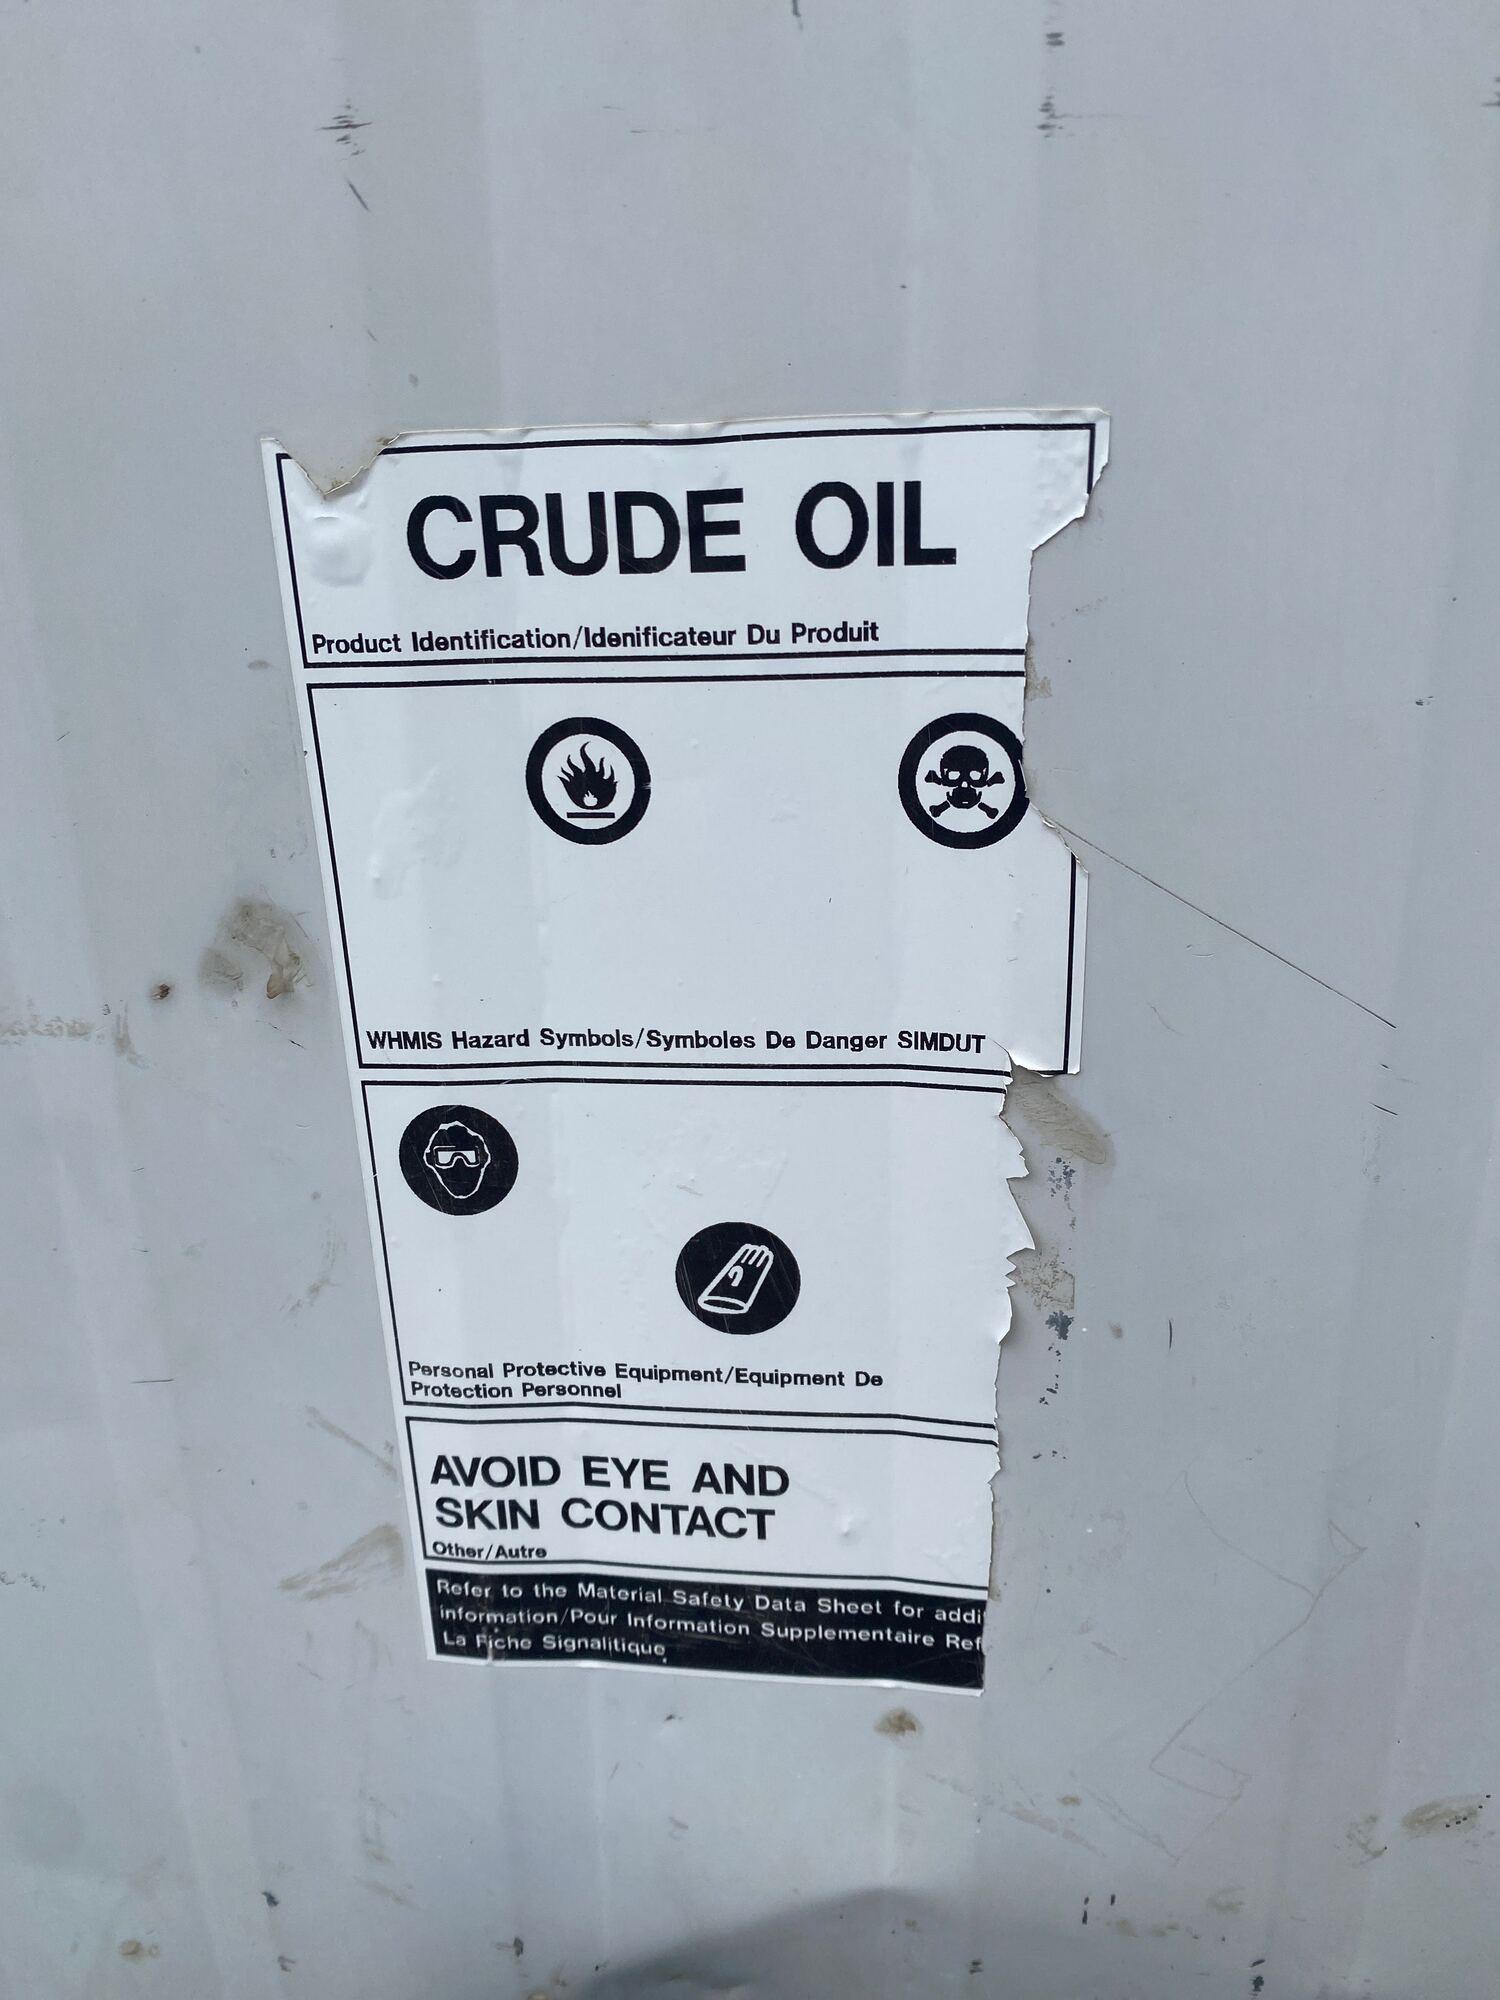 CRUDE OIL
Product Identification/Idenificateur Du Produit
WHMIS Hazard Symbols/Symboles De Danger SIMDUT
Personal Protective Equipment/Equipment De
Protection Personnel
AVOID EYE AND
SKIN CONTACT
Other/Autre
Refer to the Material Safety Data Sheet for addi
information/Pour Information Supplementaire Ref
La Fiche Signalitique.